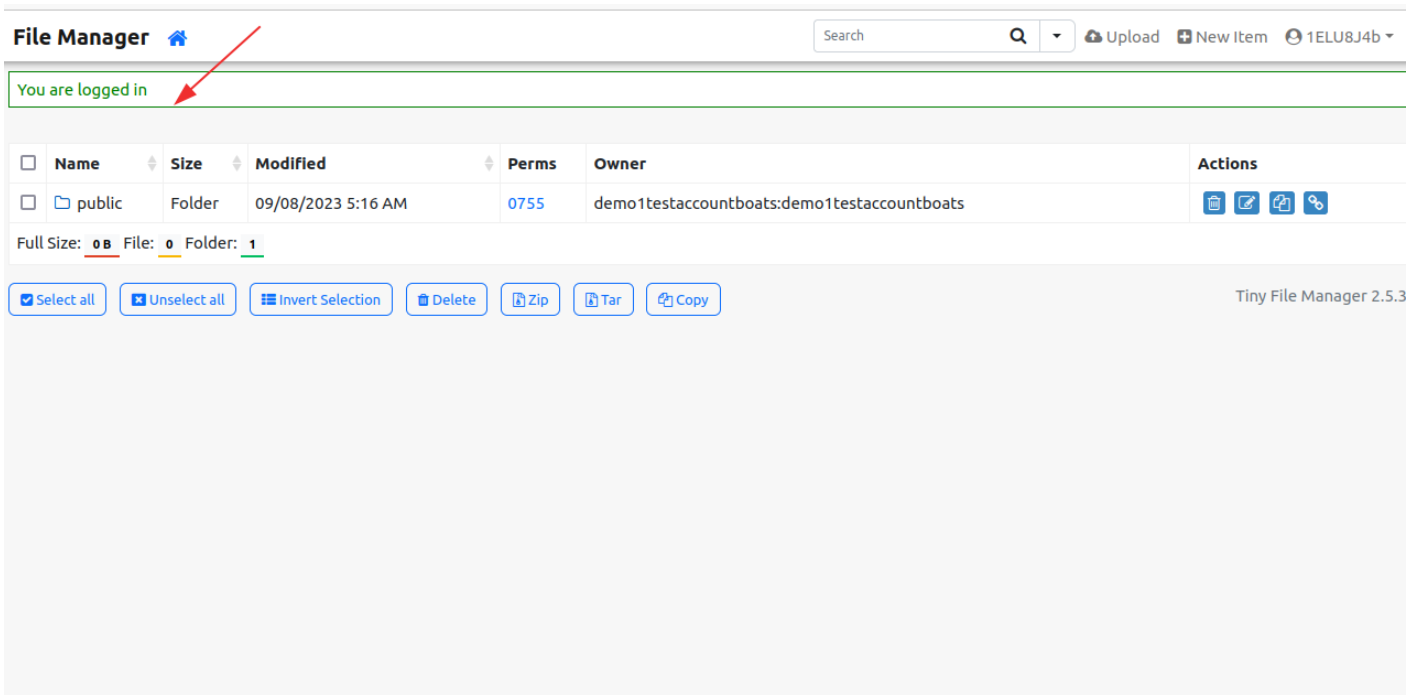 File Manager Search Upload New Item 1ELU8J4b
You are logged in
Name Size Modified Perms Owner Actions
public Folder 09/08/2023 5:16 AM 0755 demo1testaccountboats:demo1testaccountboats
Full Size: 0 B File: 0 Folder: 1
Select all Unselect all Invert Selection Delete Zip Tar Copy Tiny File Manager 2.5.3